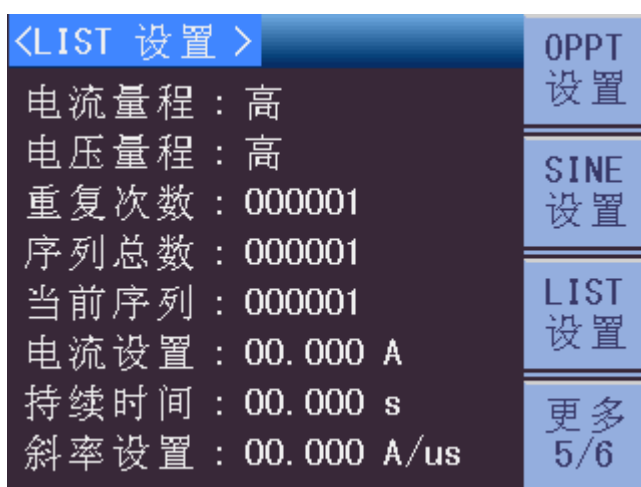 <LIST 设置 >
电流量程：高
电压量程：高
重复次数：000001
序列总数：000001
当前序列：000001
电流设置：00.000 A
持续时间：00.000 s
斜率设置：00.000 A/us
OPPT
设置
SINE
设置
LIST
设置
更多
5/6